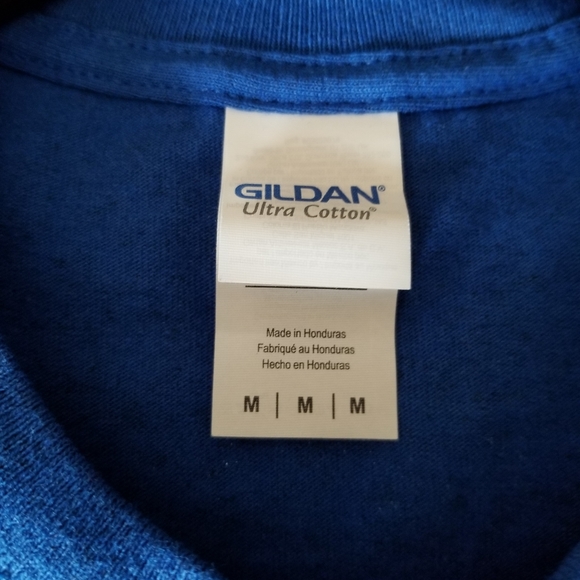 GILDAN®
Ultra Cotton™
Made in Honduras
Fabriqué au Honduras
Hecho en Honduras
M | M | M